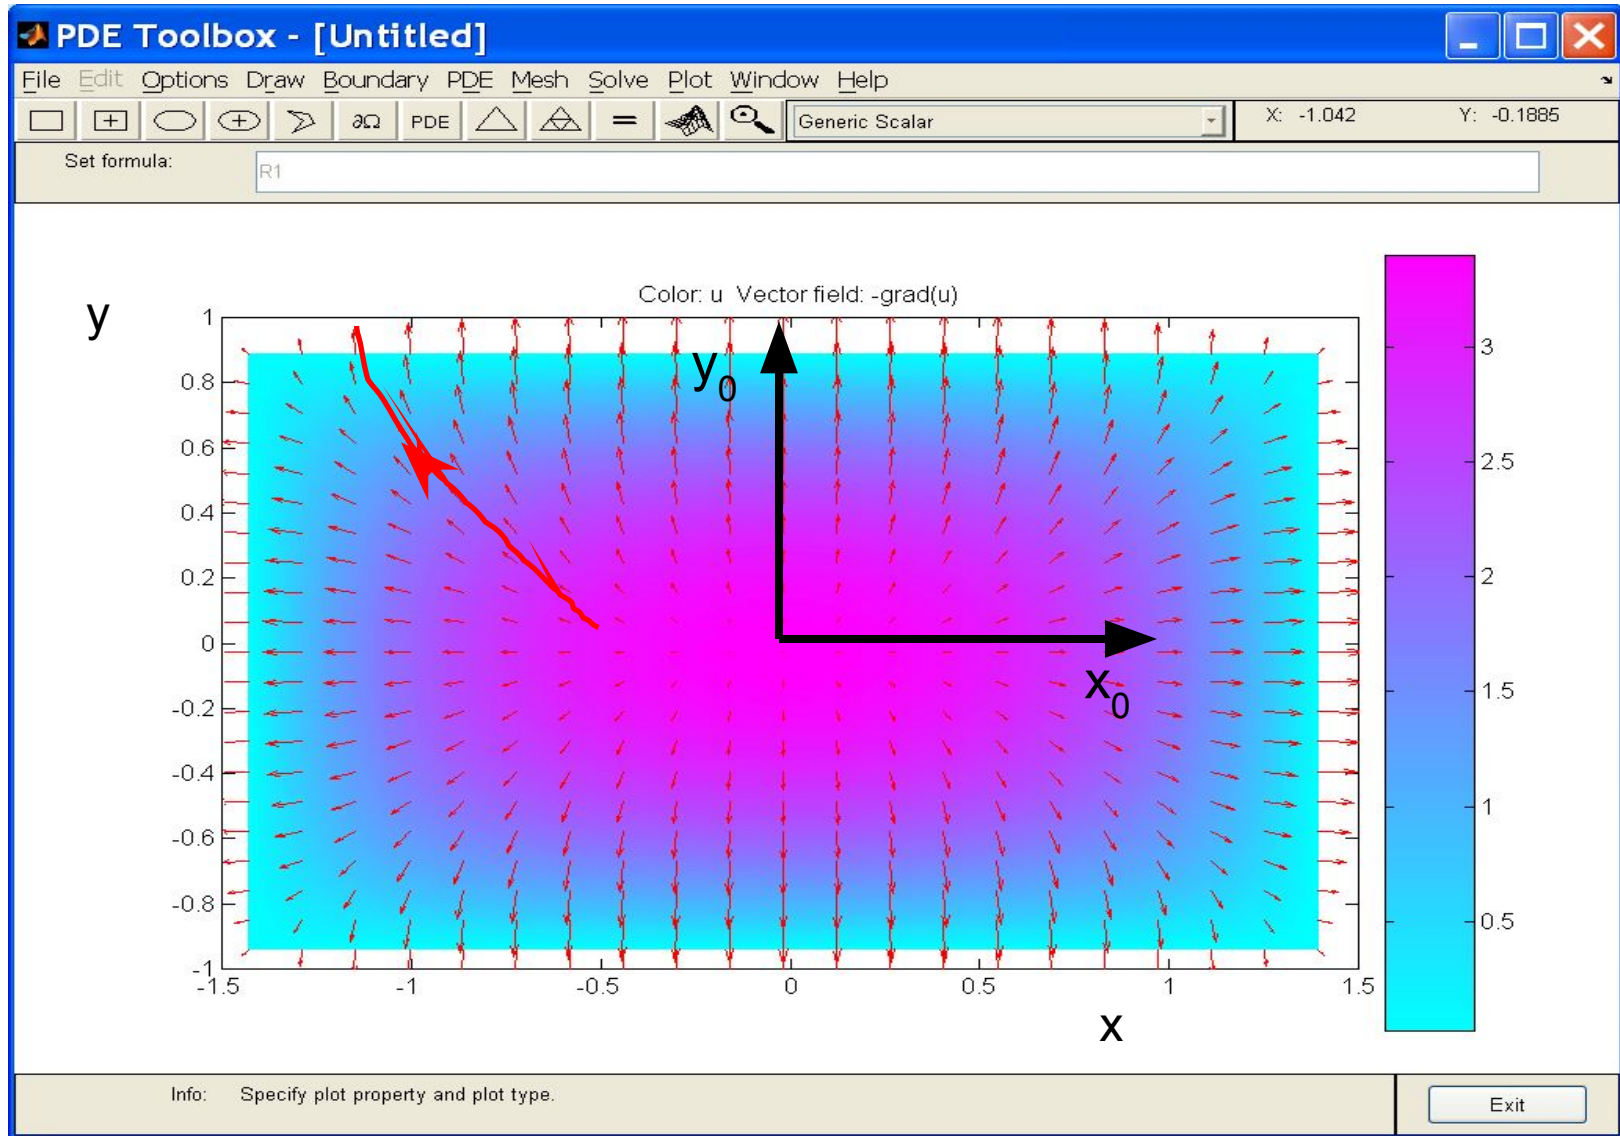 PDE Toolbox - [Untitled]
File Edit Options Draw Boundary PDE Mesh Solve Plot Window Help
∂Ω PDE = Generic Scalar X: -1.042 Y: -0.1885
Set formula: R1
Color: u Vector field: -grad(u)
y
1
0.8
0.6
0.4
0.2
0
-0.2
-0.4
-0.6
-0.8
-1
y0
x0
-1.5 -1 -0.5 0 0.5 1 1.5
x
3
2.5
2
1.5
1
0.5
Info: Specify plot property and plot type.
Exit